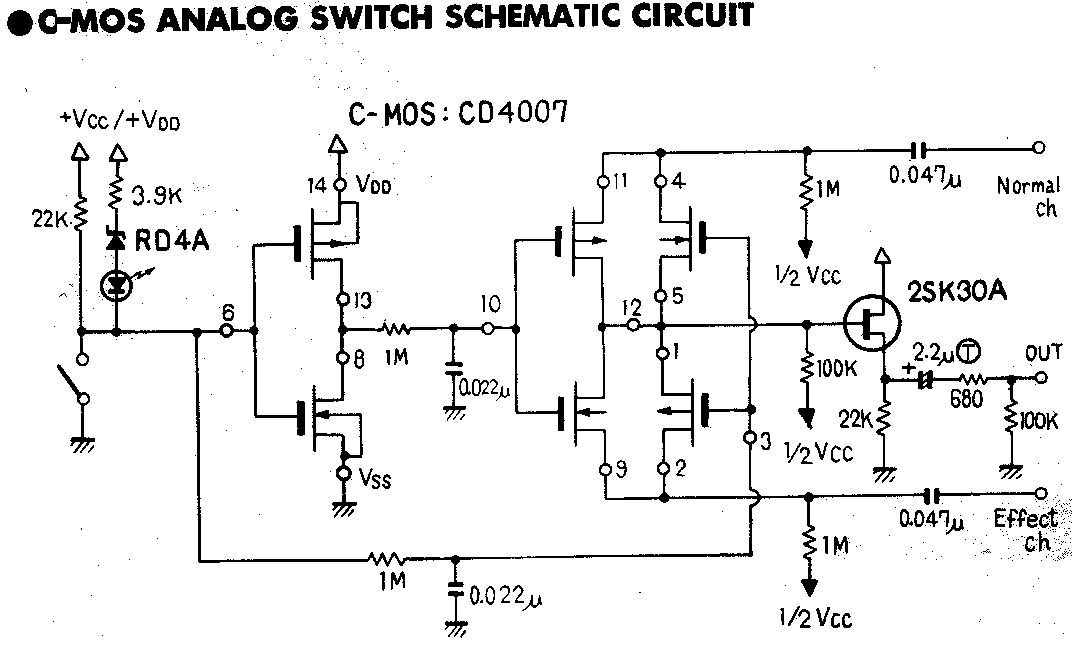 ●C-MOS ANALOG SWITCH SCHEMATIC CIRCUIT
C-MOS: CD4007
+Vcc/+VDD
3.9K
22K
RD4A
14
VDD
11
4
1M
0.047μ
Normal
ch
1/2 Vcc
2SK30A
6
13
10
12
5
8
1M
0.022μ
1
100K
+
2.2μ
T
OUT
680
22K
100K
1/2 Vcc
3
9
2
VSS
0.047μ
Effect
ch
1M
1M
0.022μ
1/2 Vcc